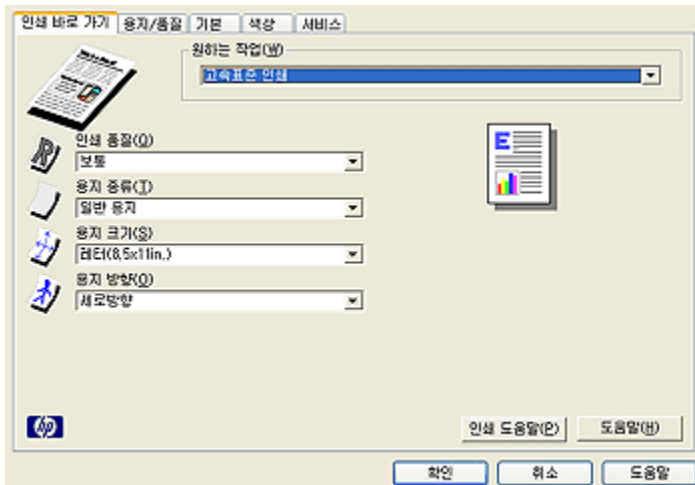 인쇄 바로 가기 용지/품질 기본 색상 서비스
원하는 작업(W)
고속표준 인쇄
인쇄 품질(Q)
보통
용지 종류(T)
일반 용지
용지 크기(S)
레터(8,5x11in,)
용지 방향(O)
세로방향
E
hp
인쇄 도움말(P) 도움말(H)
확인 취소 도움말